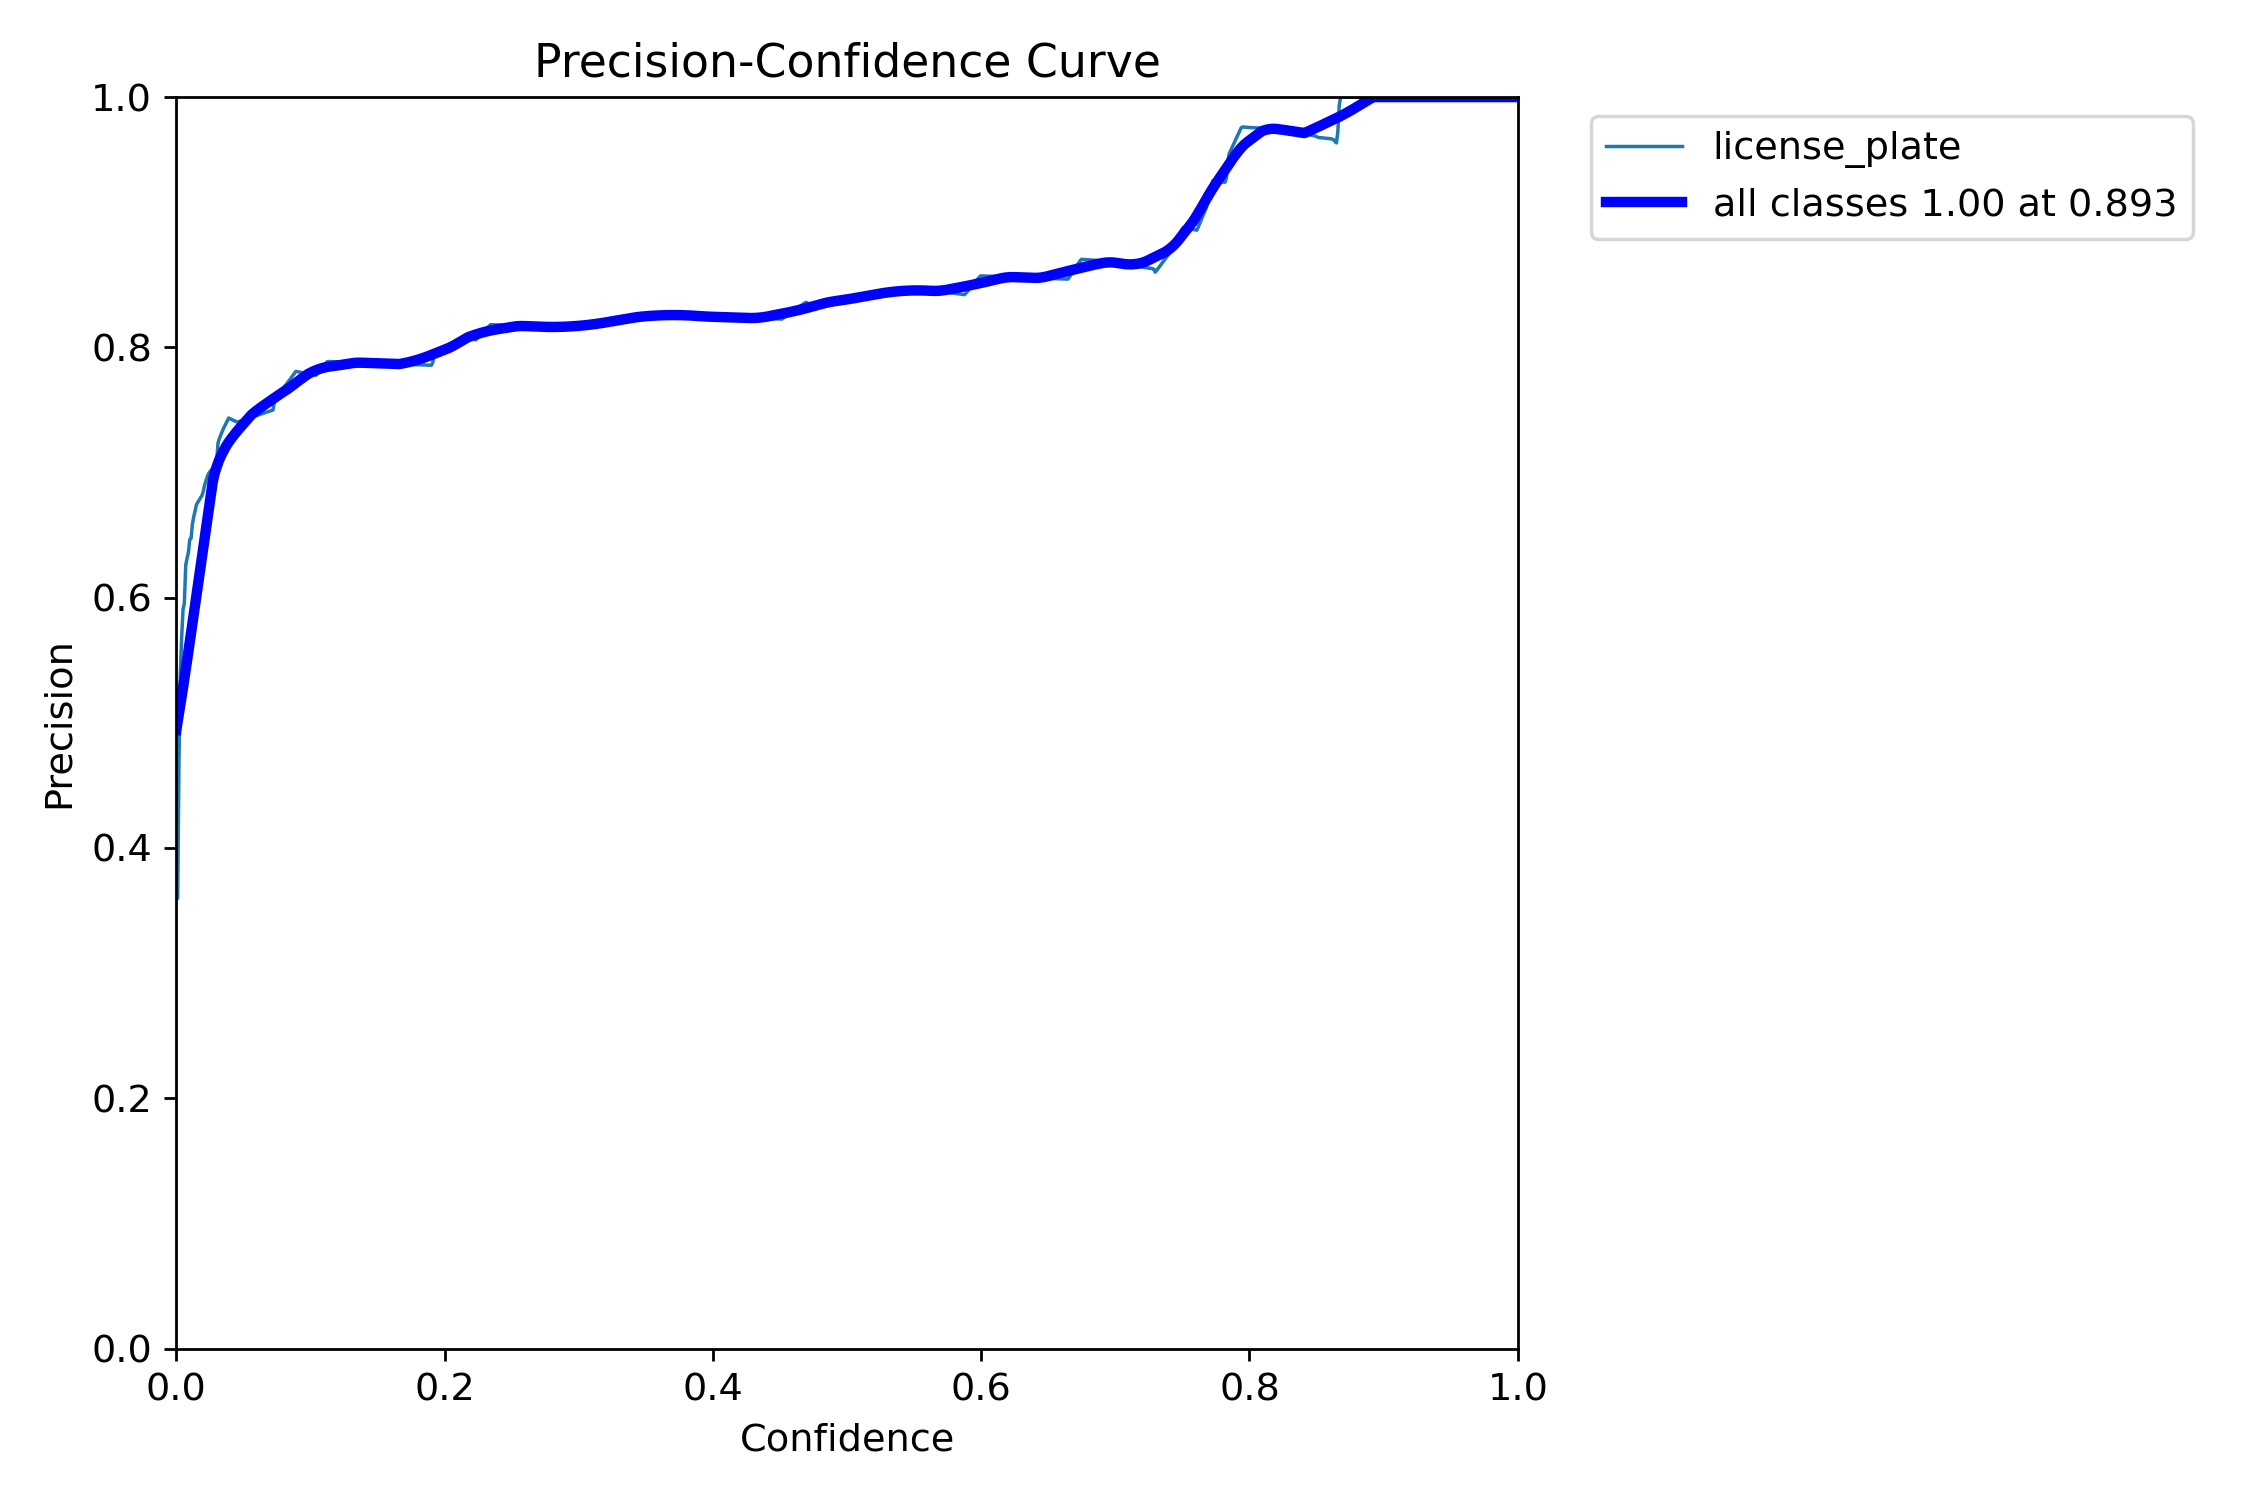 Precision-Confidence Curve
1.0
0.8
0.6
0.4
0.2
0.0
Precision
0.0 0.2 0.4 0.6 0.8 1.0
Confidence
license_plate
all classes 1.00 at 0.893